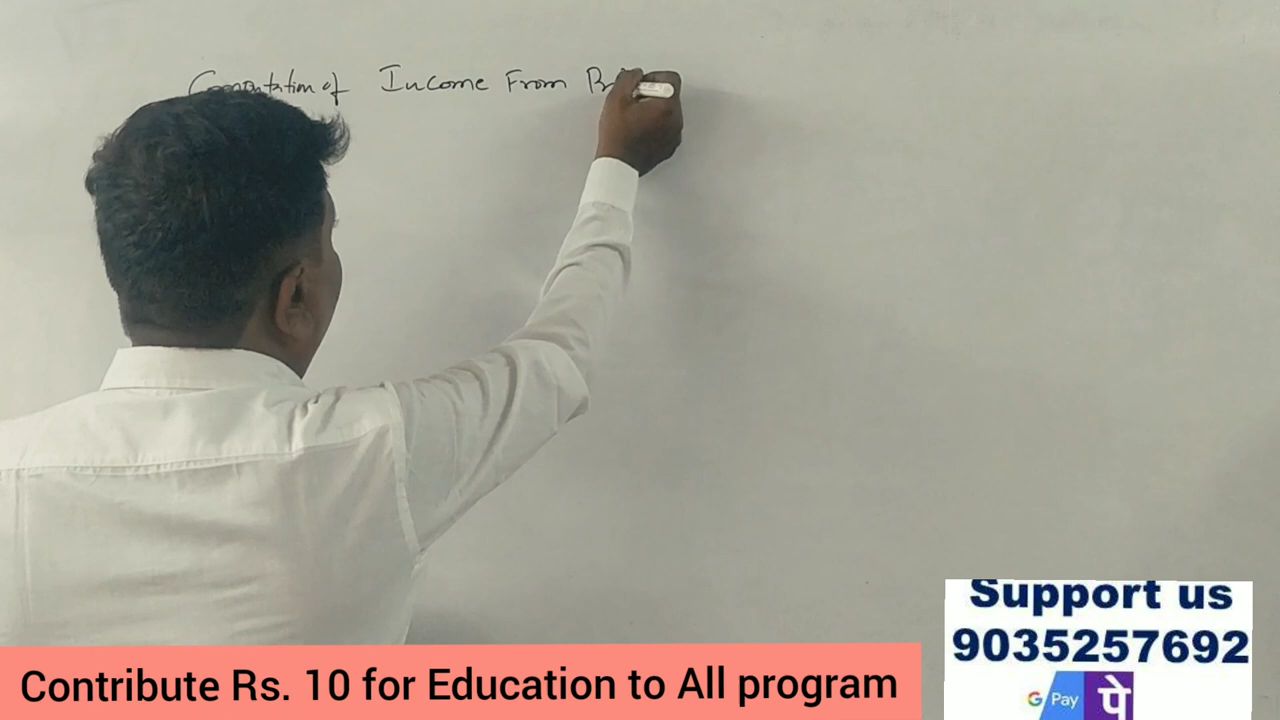 Computation of Income From
Support us
9035257692
G Pay पे
Contribute Rs. 10 for Education to All program